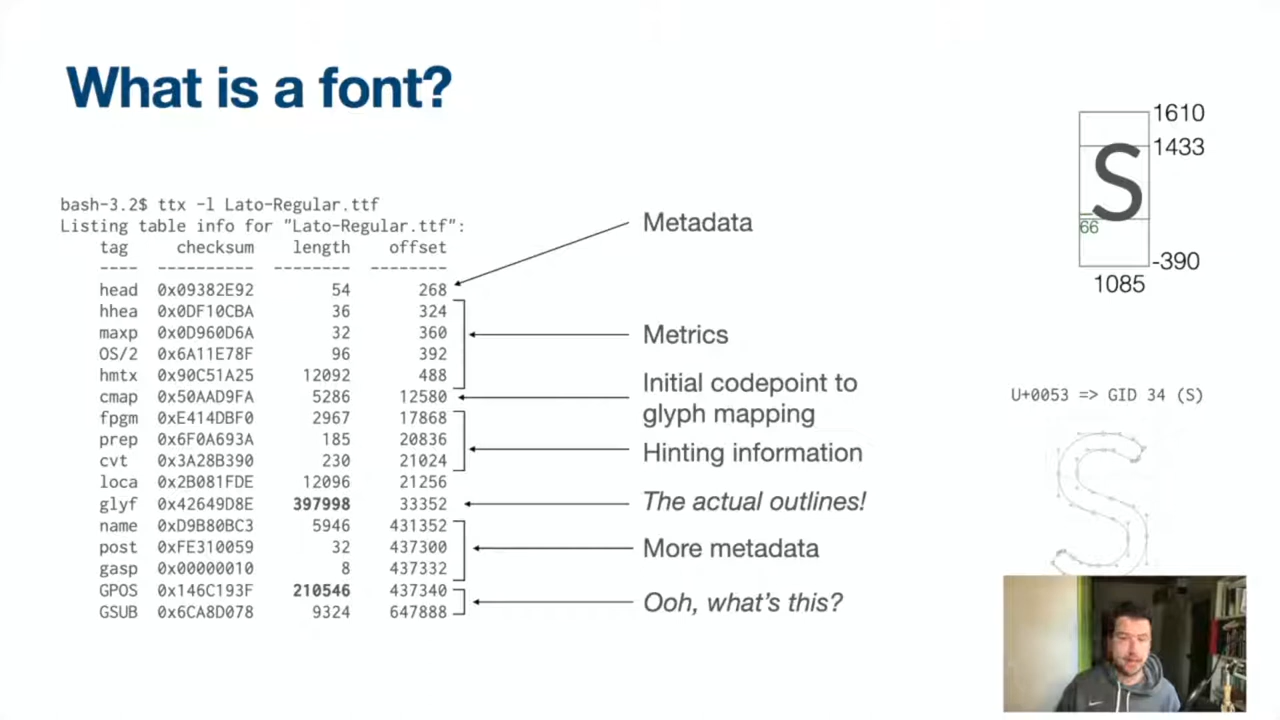 What is a font?
bash-3.2$ ttx -l Lato-Regular.ttf
Listing table info for "Lato-Regular.ttf":
tag checksum length offset
---- ---------- -------- --------
head 0x09382E92 54 268
hhea 0x0DF10CBA 36 324
maxp 0x0D960D6A 32 360
OS/2 0x6A11E78F 96 392
hmtx 0x90C51A25 12092 488
cmap 0x50AAD9FA 5286 12580
fpgm 0xE414DBF0 2967 17868
prep 0x6F0A693A 185 20836
cvt 0x3A28B390 230 21024
loca 0x2B081FDE 12096 21256
glyf 0x42649D8E 397998 33352
name 0xD9B80BC3 5946 431352
post 0xFE310059 32 437300
gasp 0x00000010 8 437332
GPOS 0x146C193F 210546 437340
GSUB 0x6CA8D078 9324 647888
Metadata
Metrics
Initial codepoint to
glyph mapping
Hinting information
The actual outlines!
More metadata
Ooh, what's this?
1610
1433
S
66
-390
1085
U+0053 => GID 34 (S)
S